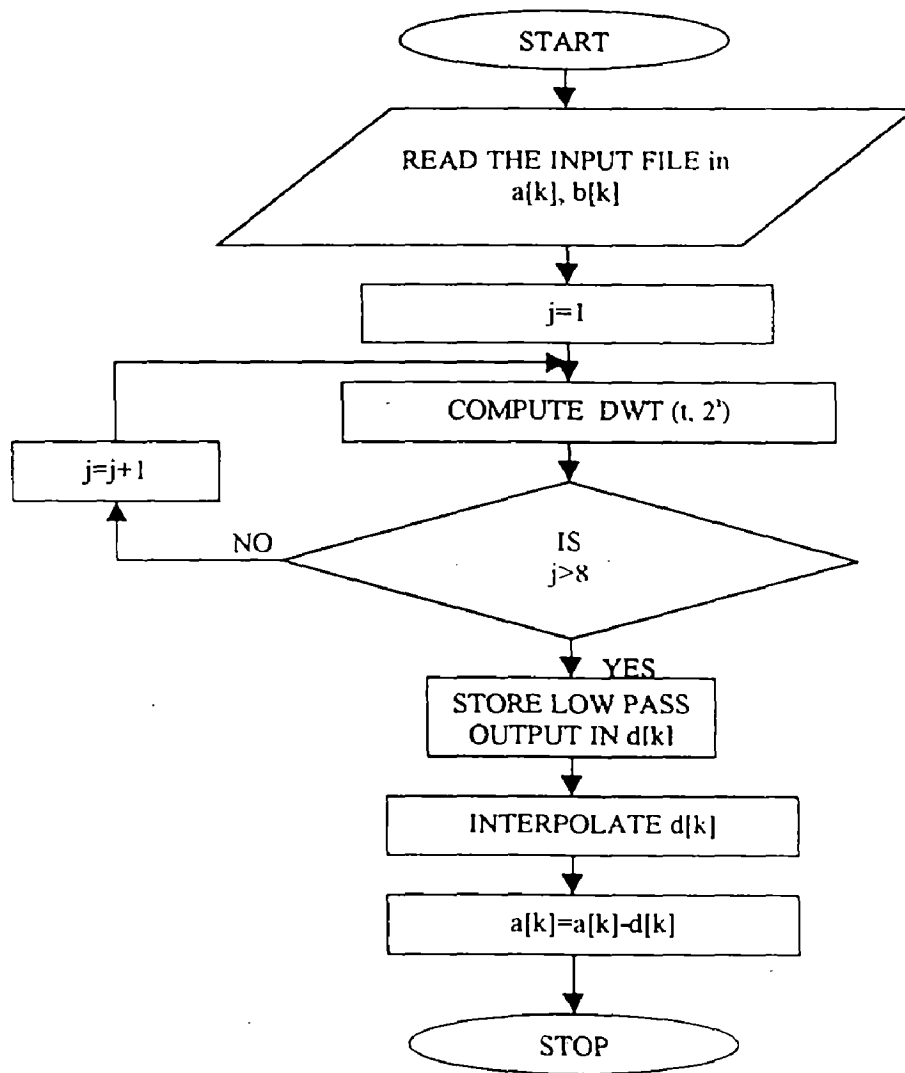 START
READ THE INPUT FILE in
a[k], b[k]
j=1
COMPUTE DWT (t, 2^j)
j=j+1
NO
IS
j>8
YES
STORE LOW PASS
OUTPUT IN d[k]
INTERPOLATE d[k]
a[k]=a[k]-d[k]
STOP